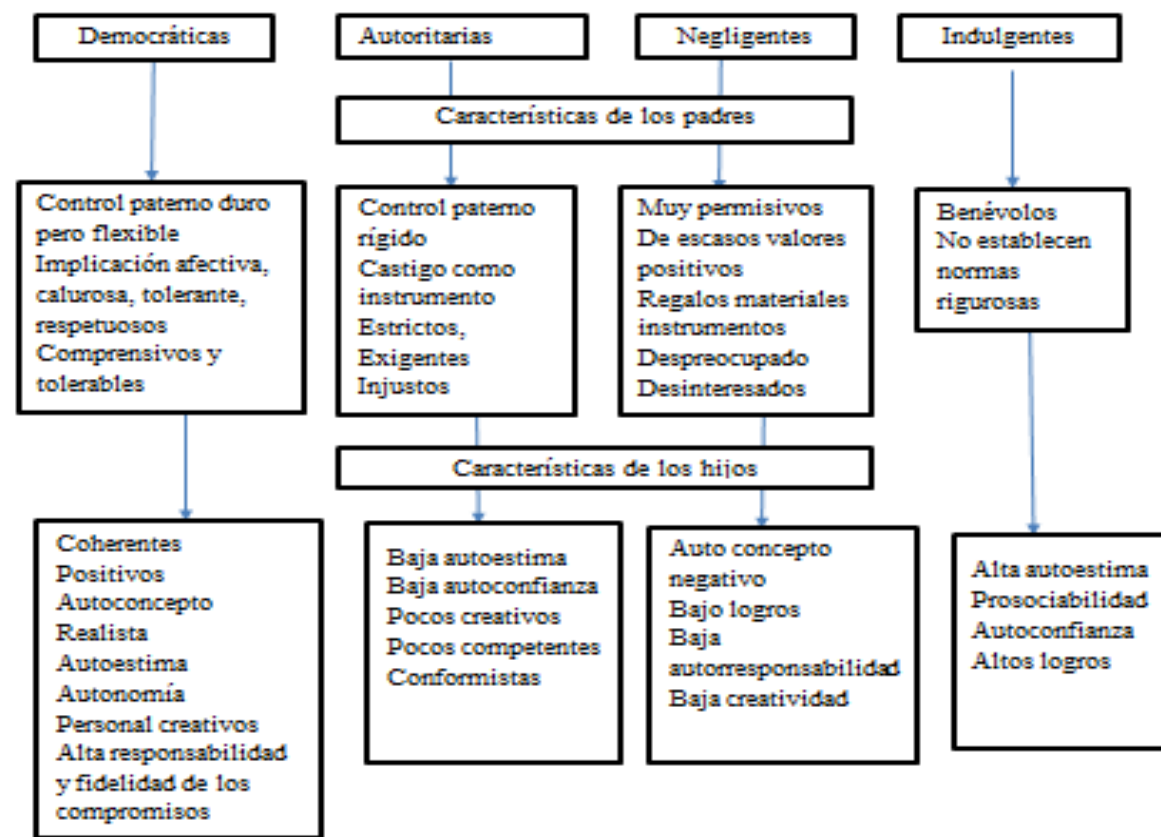 Democráticas
Autoritarias
Negligentes
Indulgentes
Características de los padres
Control paterno duro
pero flexible
Implicación afectiva,
calurosa, tolerante,
respetuosos
Comprensivos y
tolerables
Control paterno
rígido
Castigo como
instrumento
Estrictos,
Exigentes
Injustos
Muy permisivos
De escasos valores
positivos
Regalos materiales
instrumentos
Despreocupado
Desinteresados
Benévolos
No establecen
normas
rigurosas
Características de los hijos
Coherentes
Positivos
Autoconcepto
Realista
Autoestima
Autonomía
Personal creativos
Alta responsabilidad
y fidelidad de los
compromisos
Baja autoestima
Baja autoconfianza
Pocos creativos
Pocos competentes
Conformistas
Auto concepto
negativo
Bajo logros
Baja
autorresponsabilidad
Baja creatividad
Alta autoestima
Prosociabilidad
Autoconfianza
Altos logros